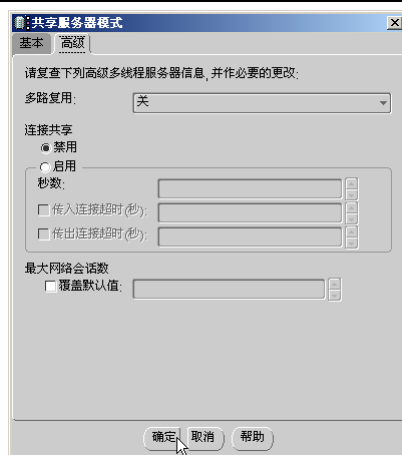 共享服务器模式
基本 高级
请复查下列高级多线程服务器信息,并作必要的更改:
多路复用: 关
连接共享
禁用
启用
秒数:
传入连接超时(秒):
传出连接超时(秒):
最大网络会话数
覆盖默认值:
确定 取消 帮助